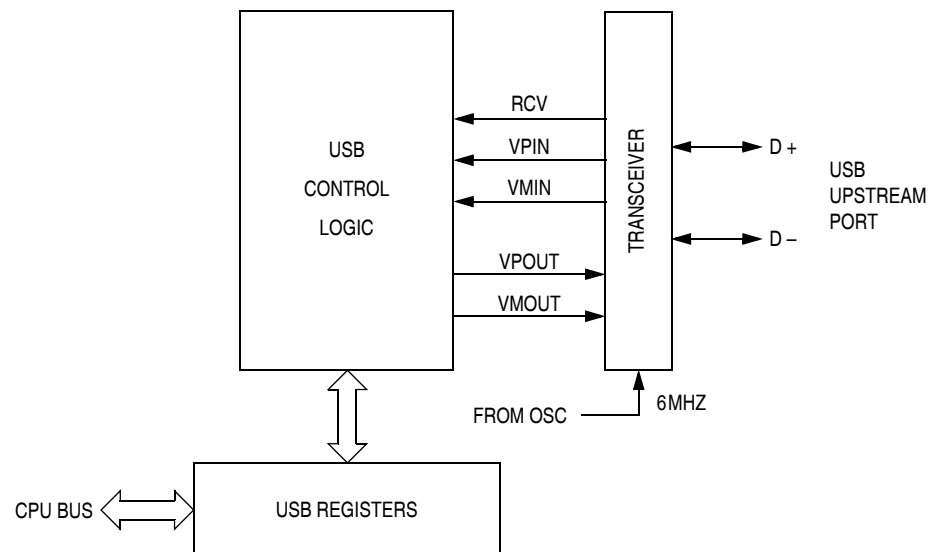 RCV
VPIN
VMIN
VPOUT
VMOUT
USB
CONTROL
LOGIC
TRANSCEIVER
D +
D –
USB
UPSTREAM
PORT
FROM OSC
6MHZ
CPU BUS
USB REGISTERS